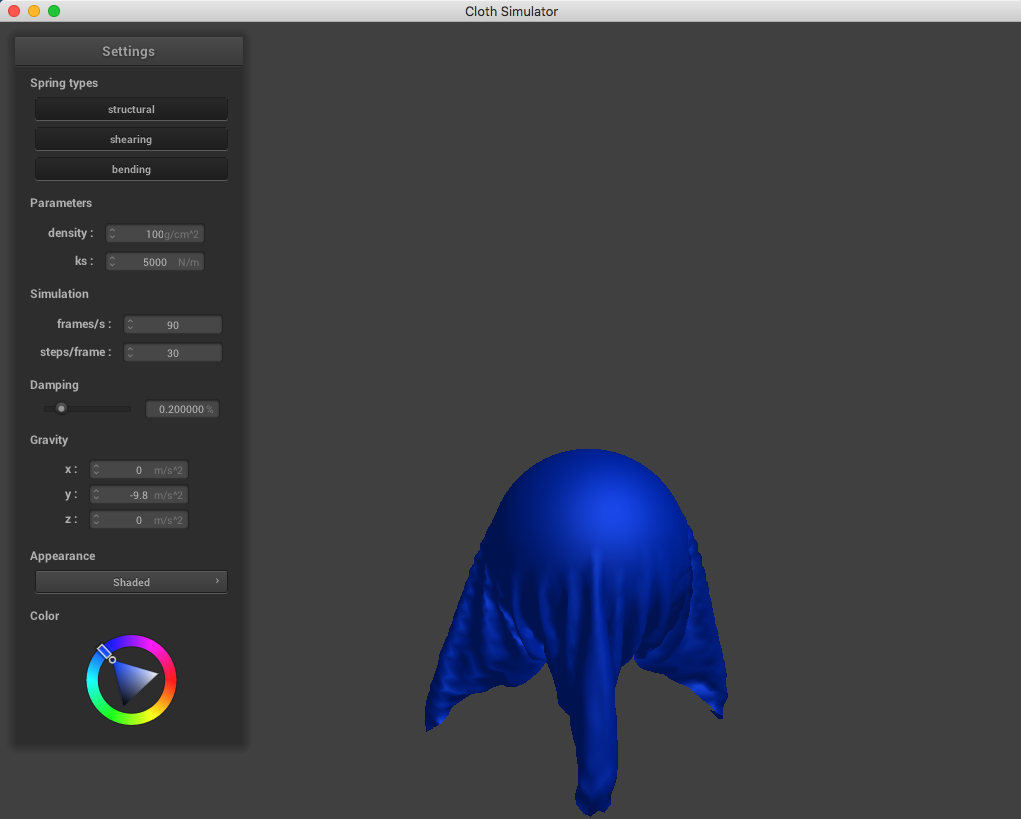 Cloth Simulator
Settings
Spring types
structural
shearing
bending
Parameters
density : 100g/cm^2
ks : 5000 N/m
Simulation
frames/s : 90
steps/frame : 30
Damping
0.200000 %
Gravity
x : 0 m/s^2
y : -9.8 m/s^2
z : 0 m/s^2
Appearance
Shaded
Color